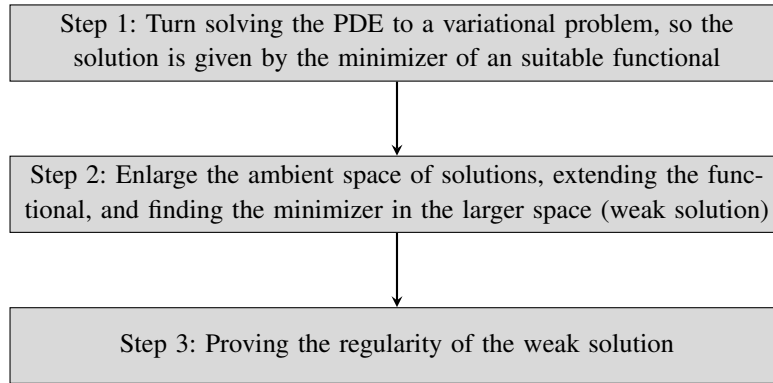 Step 1: Turn solving the PDE to a variational problem, so the
solution is given by the minimizer of an suitable functional
Step 2: Enlarge the ambient space of solutions, extending the func-
tional, and finding the minimizer in the larger space (weak solution)
Step 3: Proving the regularity of the weak solution